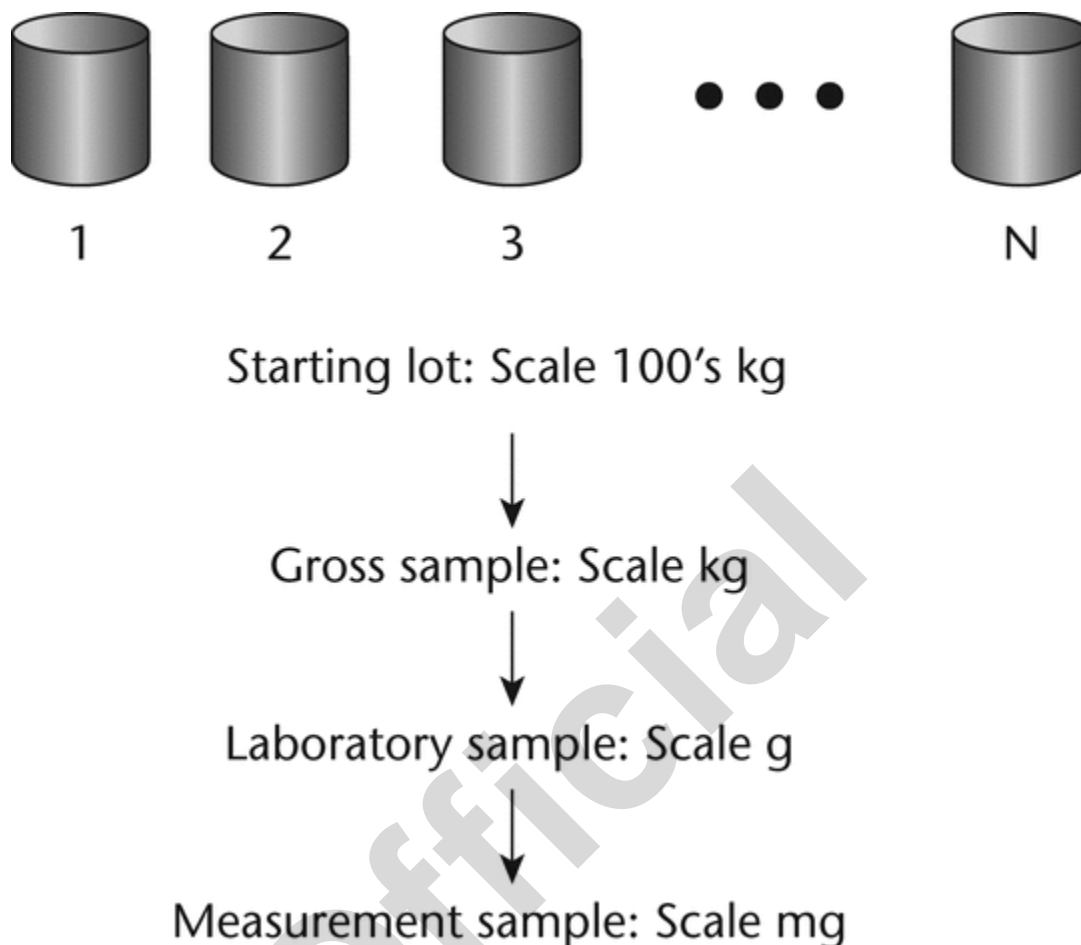 1 2 3 N
Starting lot: Scale 100's kg
Gross sample: Scale kg
Laboratory sample: Scale g
Measurement sample: Scale mg
fficial